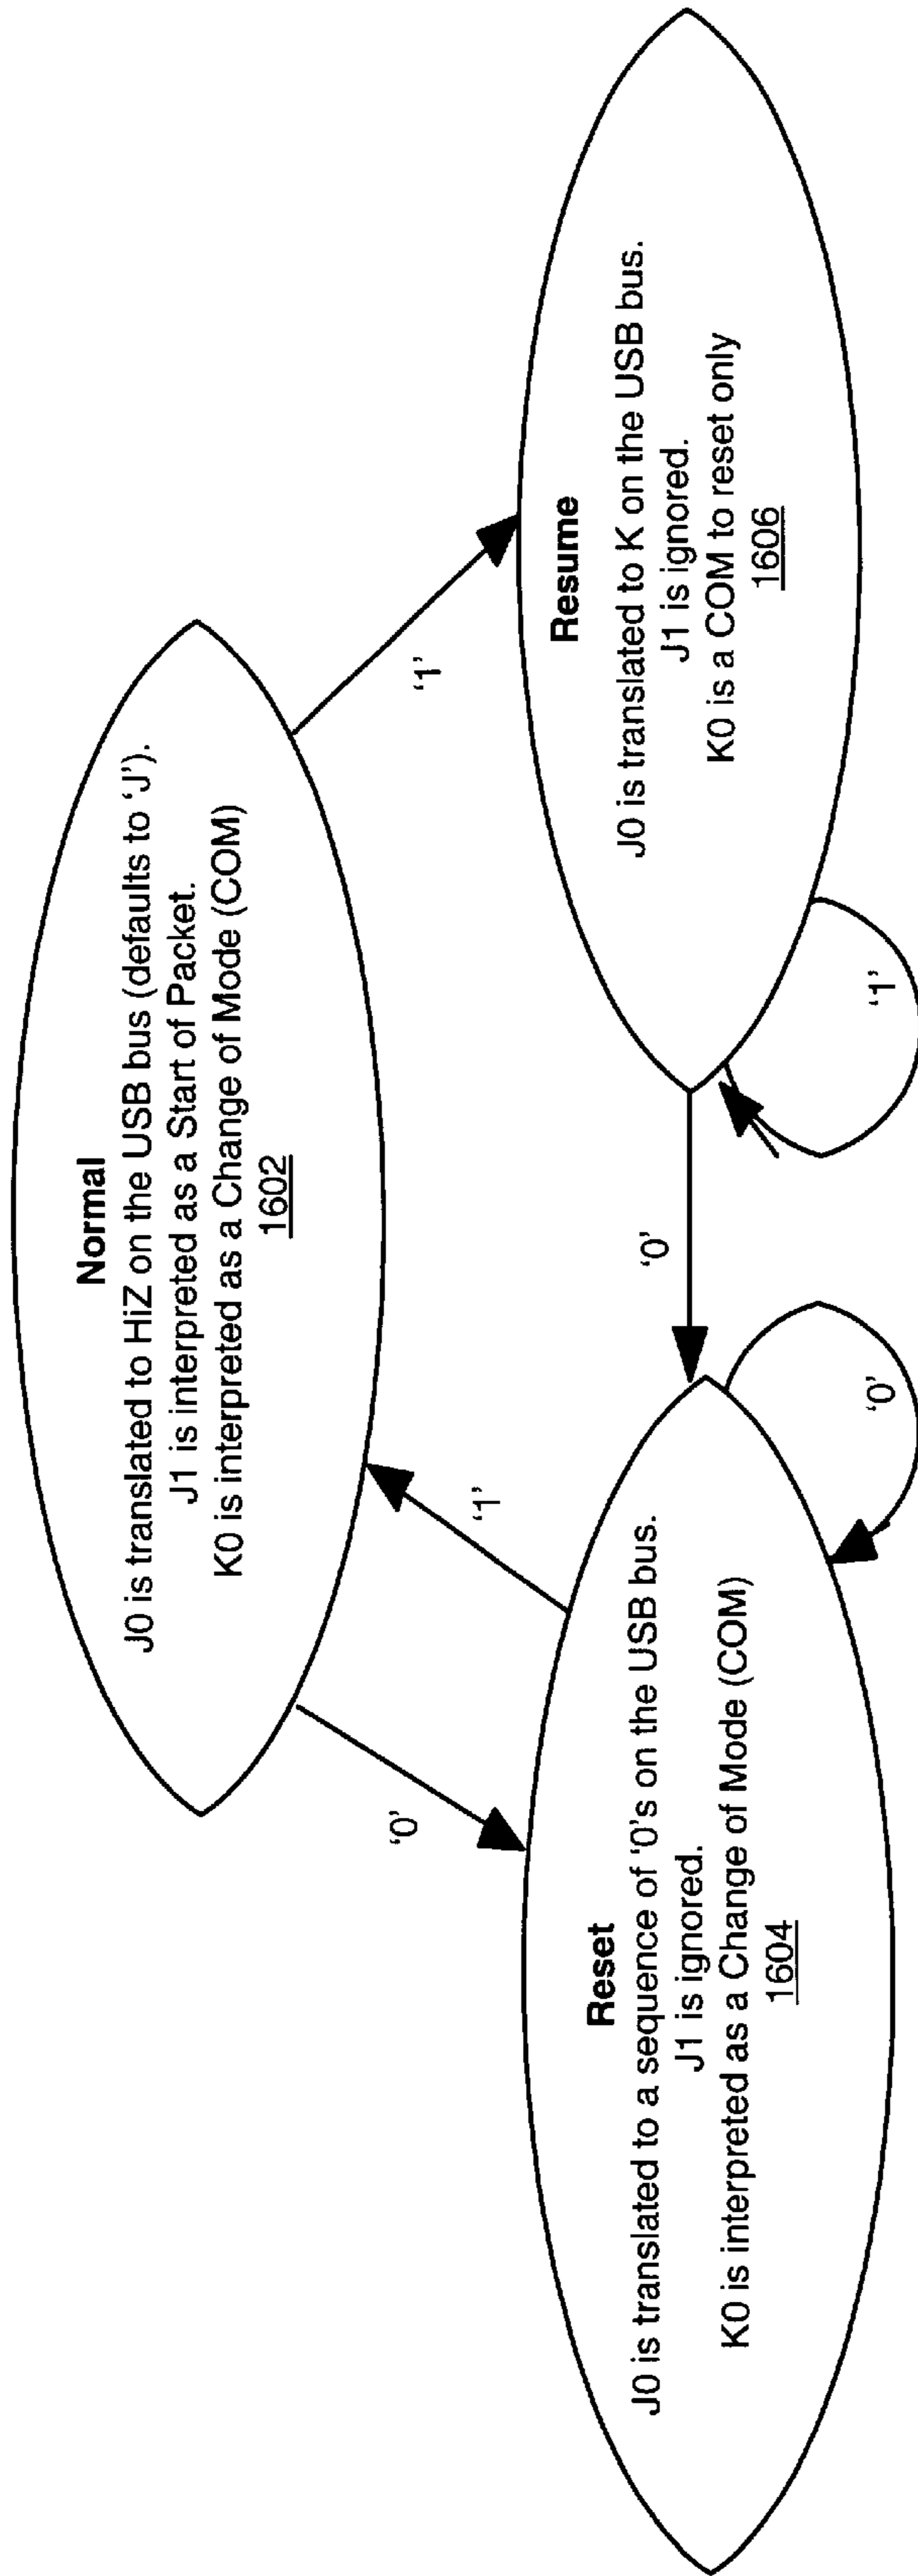 Normal
J0 is translated to HiZ on the USB bus (defaults to ‘J’).
J1 is interpreted as a Start of Packet.
K0 is interpreted as a Change of Mode (COM)
1602
‘0’
‘1’
‘1’
Reset
J0 is translated to a sequence of ‘0’s on the USB bus.
J1 is ignored.
K0 is interpreted as a Change of Mode (COM)
1604
‘0’
‘0’
Resume
J0 is translated to K on the USB bus.
J1 is ignored.
K0 is a COM to reset only
1606
‘1’